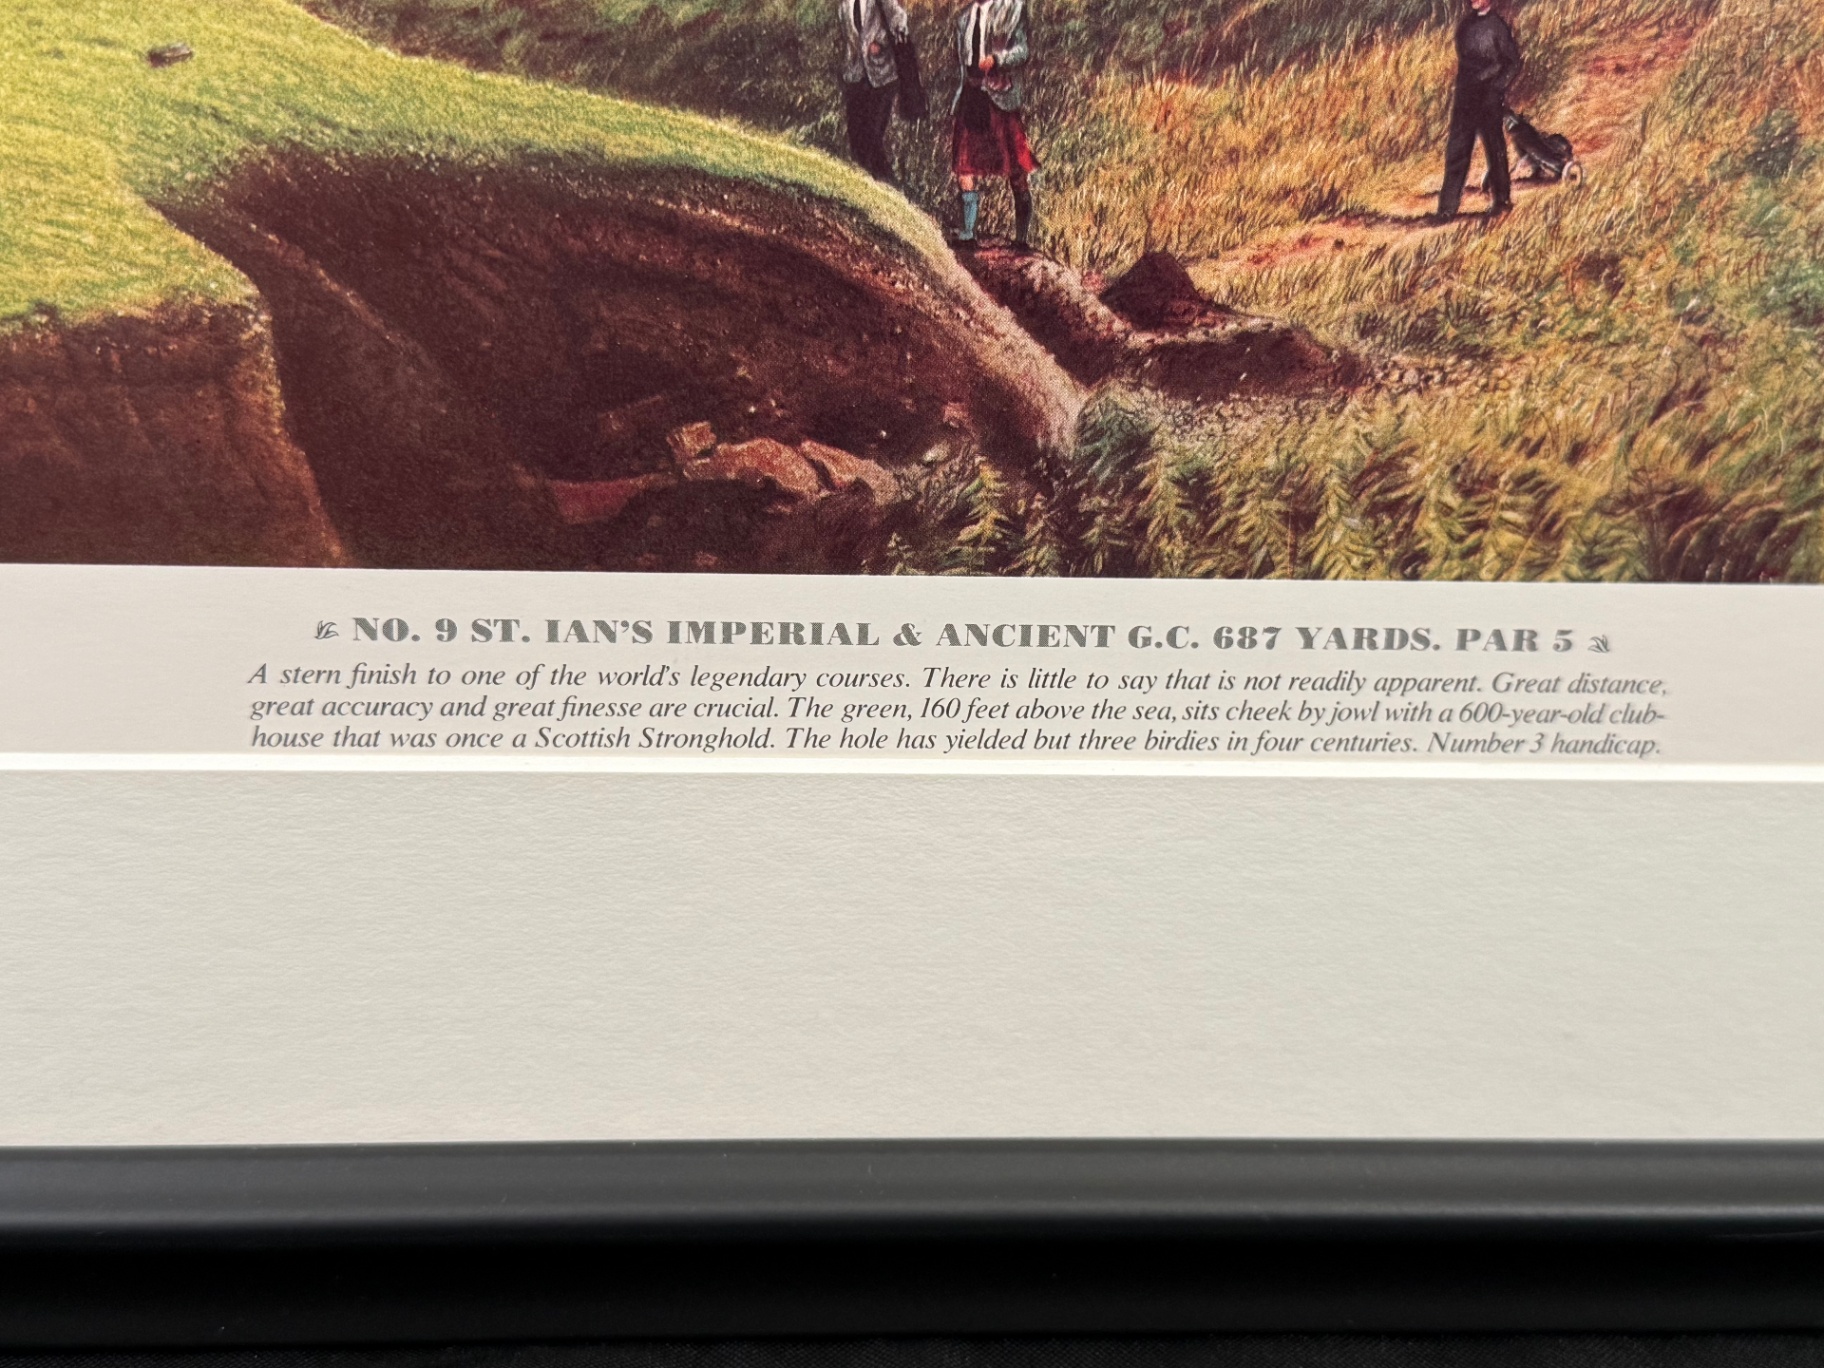 NO. 9 ST. IAN'S IMPERIAL & ANCIENT G.C. 687 YARDS. PAR 5
A stern finish to one of the world's legendary courses. There is little to say that is not readily apparent. Great distance,
great accuracy and great finesse are crucial. The green, 160 feet above the sea, sits cheek by jowl with a 600-year-old club-
house that was once a Scottish Stronghold. The hole has yielded but three birdies in four centuries. Number 3 handicap.